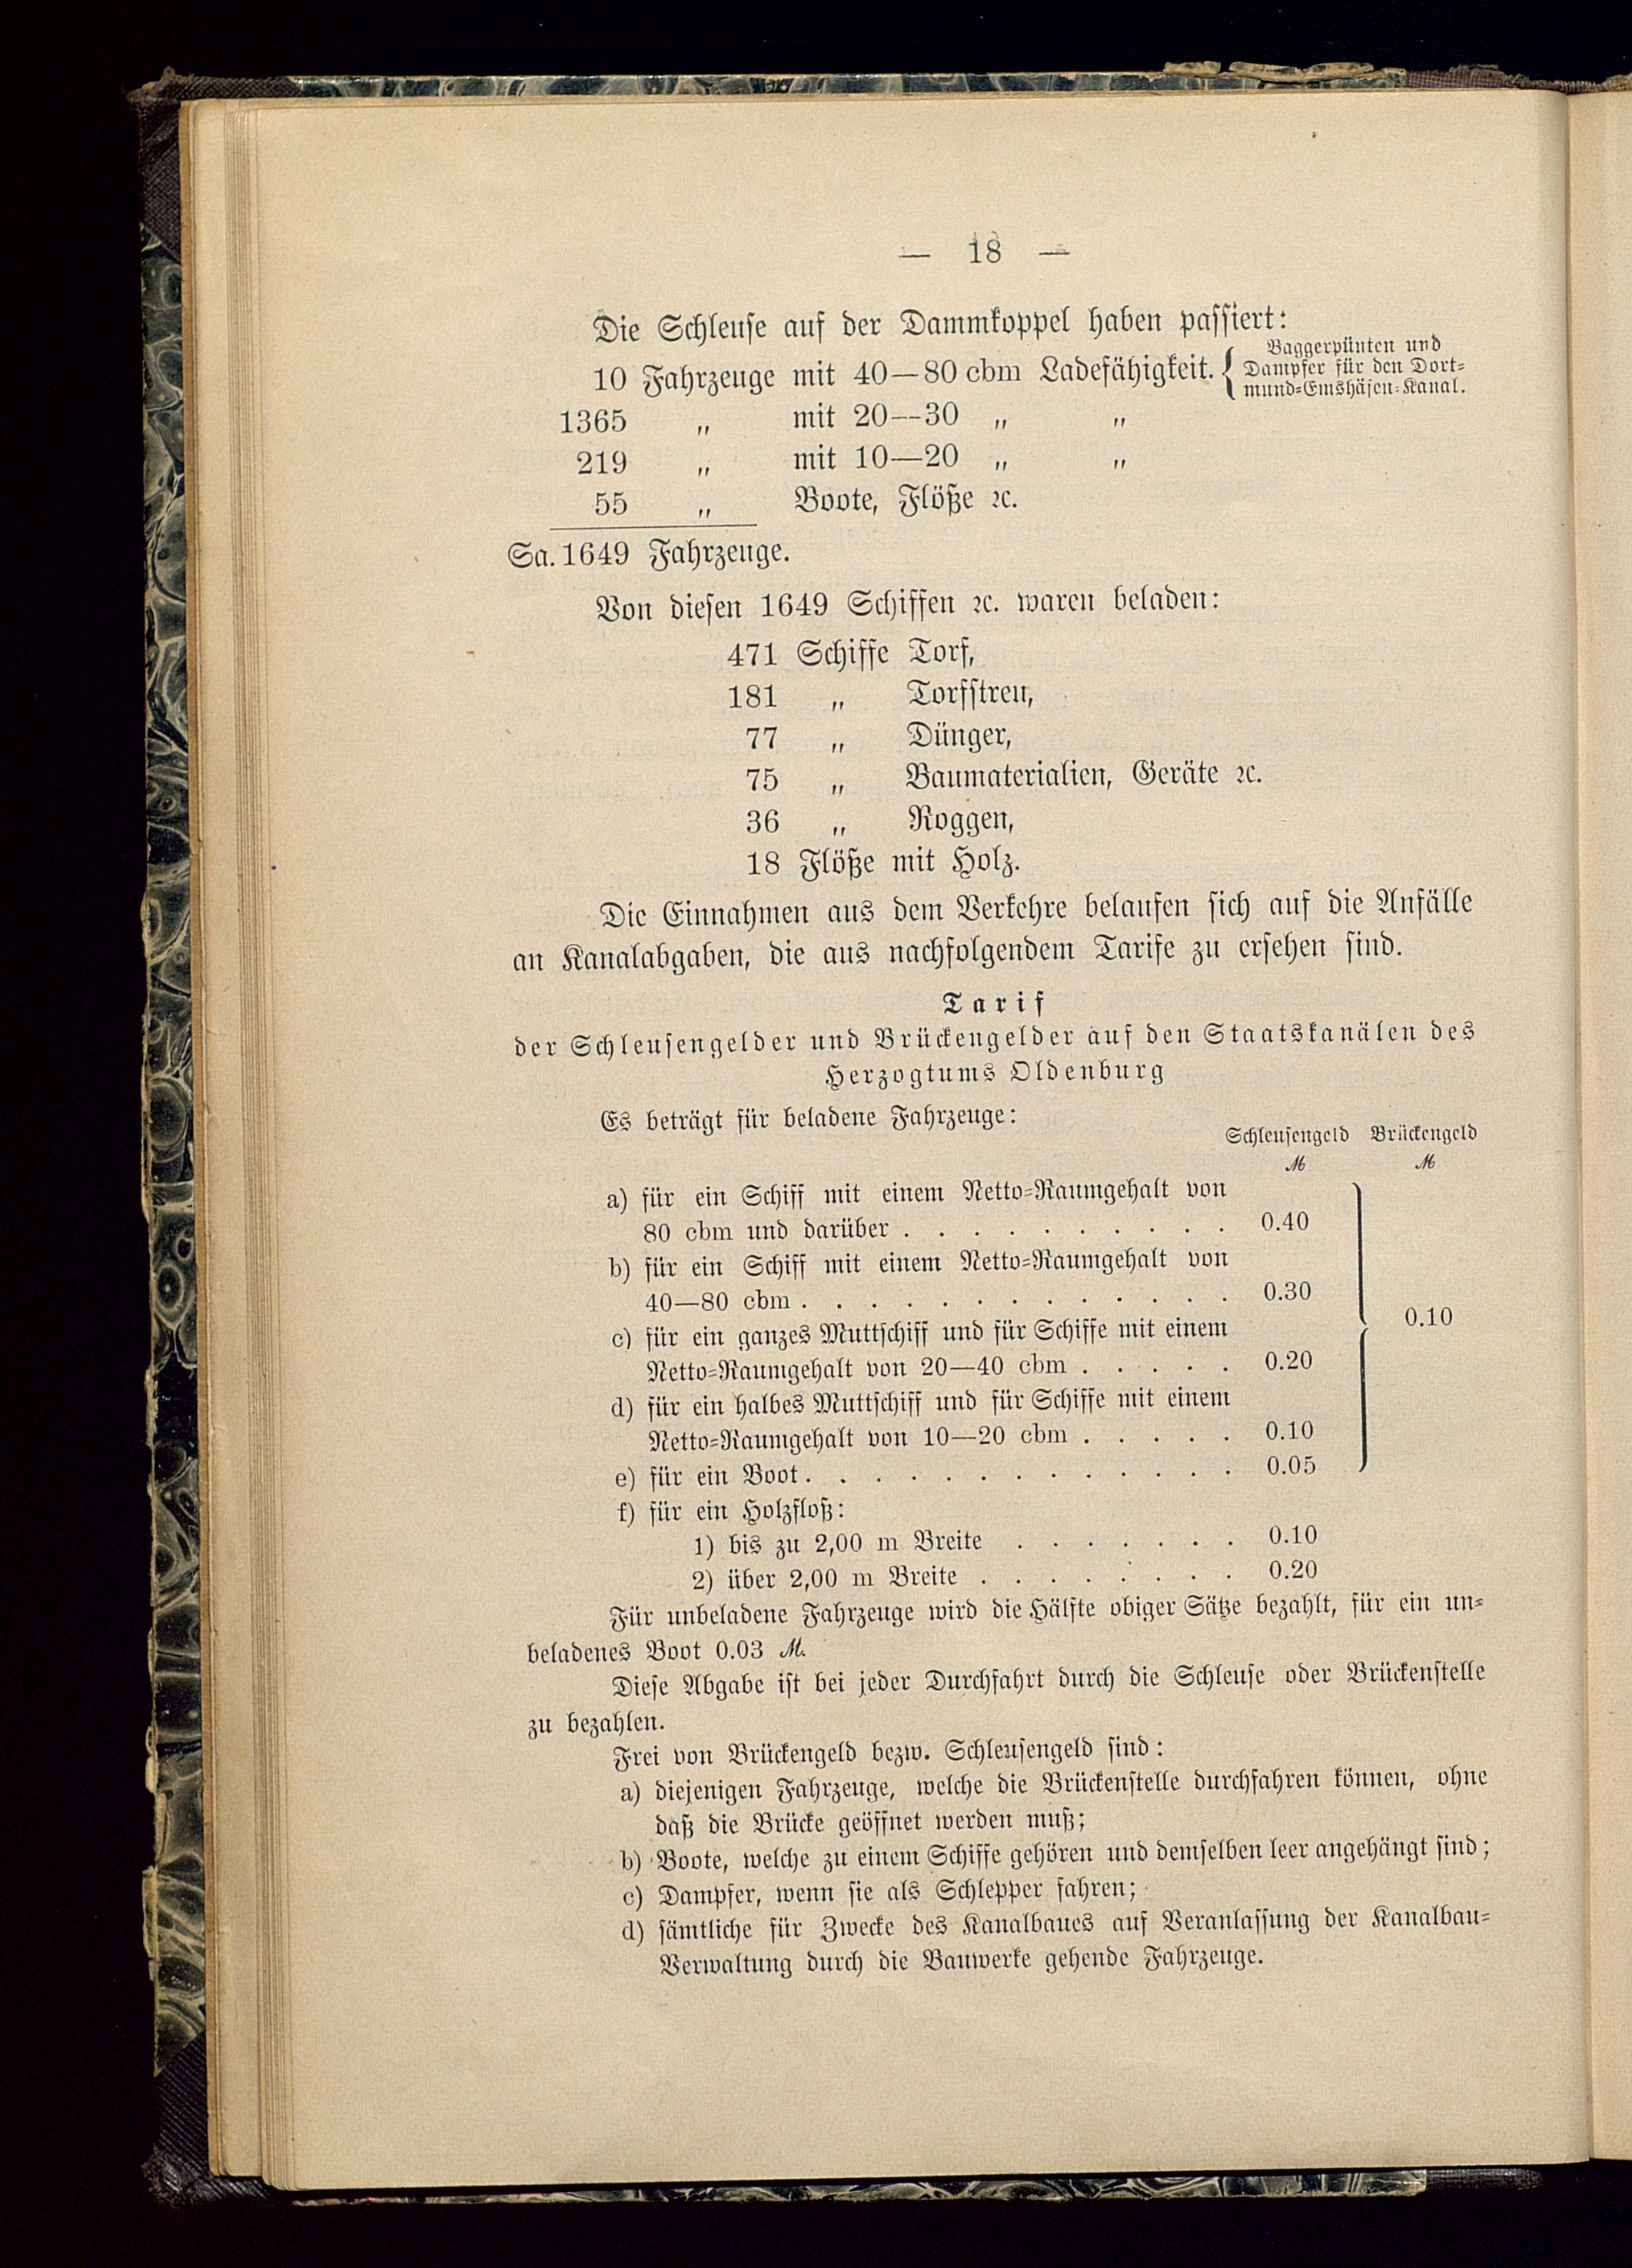 — 18 —
Die Schleuse auf der Dammkoppel haben passiert:
10 Fahrzeuge mit 40—80 cbm Ladefähigkeit. { Baggerpünten und
Dampfer für den Dort-
mund-Emshäfen-Kanal.
1365 „ mit 20—30 „ „
219 „ mit 10—20 „ „
55 „ Boote, Flöße ꝛc.
Sa. 1649 Fahrzeuge.
Von diesen 1649 Schiffen ꝛc. waren beladen:
471 Schiffe Torf,
181 „ Torfstreu,
77 „ Dünger,
75 „ Baumaterialien, Geräte ꝛc.
36 „ Roggen,
18 Flöße mit Holz.
Die Einnahmen aus dem Verkehre belaufen sich auf die Anfälle
an Kanalabgaben, die aus nachfolgendem Tarife zu ersehen sind.
Tarif
der Schleusengelder und Brückengelder auf den Staatskanälen des
Herzogtums Oldenburg
Es beträgt für beladene Fahrzeuge:
Schleusengeld Brückengeld
ℳ ℳ
a) für ein Schiff mit einem Netto-Raumgehalt von
80 cbm und darüber . . . . . . . . . . 0.40
b) für ein Schiff mit einem Netto-Raumgehalt von
40—80 cbm . . . . . . . . . . . . . 0.30
0.10
c) für ein ganzes Muttschiff und für Schiffe mit einem
Netto-Raumgehalt von 20—40 cbm . . . . . 0.20
d) für ein halbes Muttschiff und für Schiffe mit einem
Netto-Raumgehalt von 10—20 cbm . . . . . 0.10
e) für ein Boot . . . . . . . . . . . . . 0.05
f) für ein Holzfloß:
1) bis zu 2,00 m Breite . . . . . . . 0.10
2) über 2,00 m Breite . . . . . . . . 0.20
Für unbeladene Fahrzeuge wird die Hälfte obiger Sätze bezahlt, für ein un-
beladenes Boot 0.03 ℳ.
Diese Abgabe ist bei jeder Durchfahrt durch die Schleuse oder Brückenstelle
zu bezahlen.
Frei von Brückengeld bezw. Schleusengeld sind:
a) diejenigen Fahrzeuge, welche die Brückenstelle durchfahren können, ohne
daß die Brücke geöffnet werden muß;
b) Boote, welche zu einem Schiffe gehören und demselben leer angehängt sind;
c) Dampfer, wenn sie als Schlepper fahren;
d) sämtliche für Zwecke des Kanalbaues auf Veranlassung der Kanalbau-
Verwaltung durch die Bauwerke gehende Fahrzeuge.